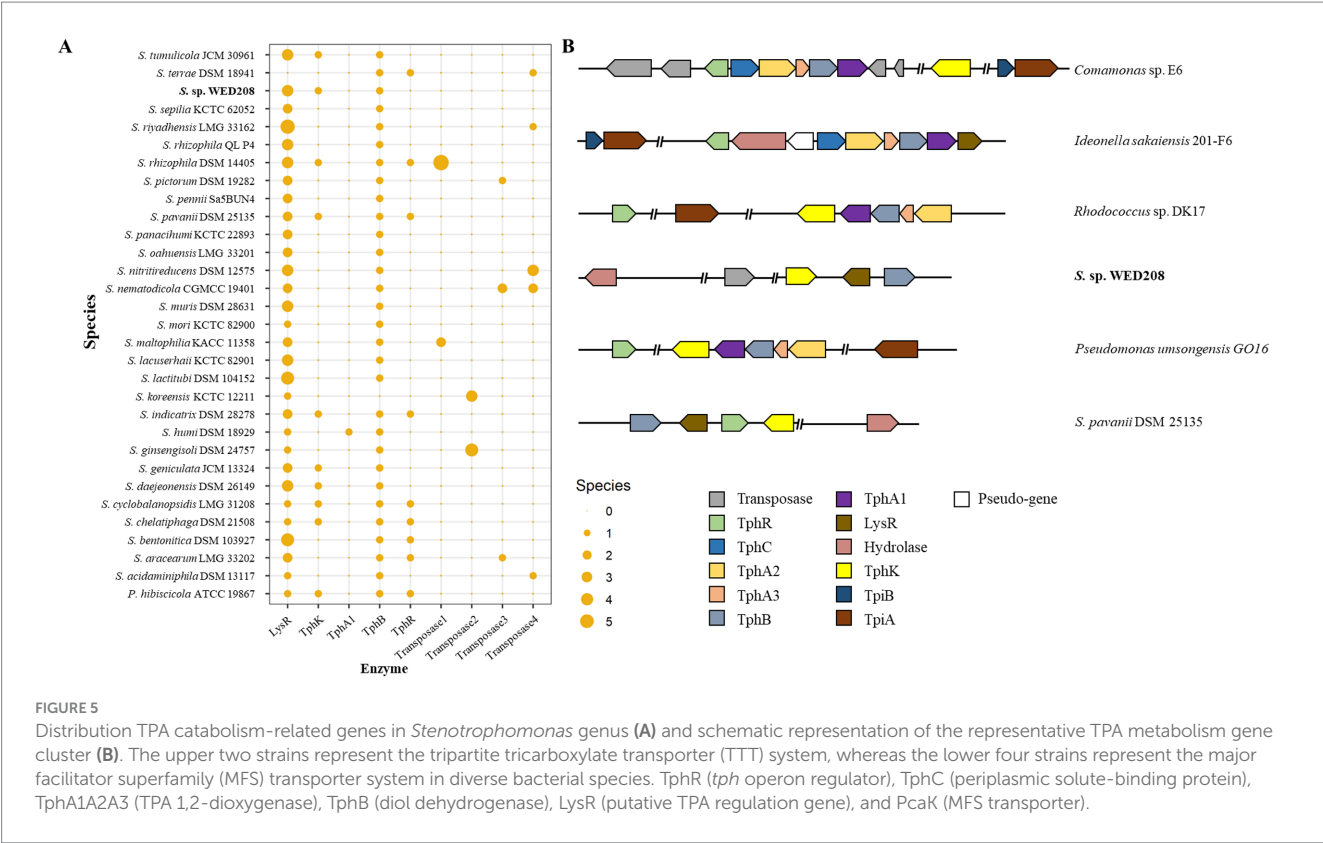 A
S. tumulicola JCM 30961
S. terrae DSM 18941
S. sp. WED208
S. sepilia KCTC 62052
S. riyadhensis LMG 33162
S. rhizophila QL P4
S. rhizophila DSM 14405
S. pictorum DSM 19282
S. pennii Sa5BUN4
S. pavanii DSM 25135
S. panacihumi KCTC 22893
S. oahuensis LMG 33201
S. nitritireducens DSM 12575
S. nematodicola CGMCC 19401
S. muris DSM 28631
S. mori KCTC 82900
S. maltophilia KACC 11358
S. lacuserhaii KCTC 82901
S. lactitubi DSM 104152
S. koreensis KCTC 12211
S. indicatrix DSM 28278
S. humi DSM 18929
S. ginsengisoli DSM 24757
S. geniculata JCM 13324
S. daejeonensis DSM 26149
S. cyclobalanopsidis LMG 31208
S. chelatiphaga DSM 21508
S. bentonitica DSM 103927
S. aracearum LMG 33202
S. acidaminiphila DSM 13117
P. hibiscicola ATCC 19867
Species
LysR
TphK
TphA1
TphB
TphR
Transposase1
Transposase2
Transposase3
Transposase4
Enzyme
B
Comamonas sp. E6
Ideonella sakaiensis 201-F6
Rhodococcus sp. DK17
S. sp. WED208
Pseudomonas umsongensis GO16
S. pavanii DSM 25135
Species
0
1
2
3
4
5
Transposase
TphR
TphC
TphA2
TphA3
TphB
TphA1
LysR
Hydrolase
TphK
TpiB
TpiA
Pseudo-gene
FIGURE 5
Distribution TPA catabolism-related genes in Stenotrophomonas genus (A) and schematic representation of the representative TPA metabolism gene
cluster (B). The upper two strains represent the tripartite tricarboxylate transporter (TTT) system, whereas the lower four strains represent the major
facilitator superfamily (MFS) transporter system in diverse bacterial species. TphR (tph operon regulator), TphC (periplasmic solute-binding protein),
TphA1A2A3 (TPA 1,2-dioxygenase), TphB (diol dehydrogenase), LysR (putative TPA regulation gene), and PcaK (MFS transporter).